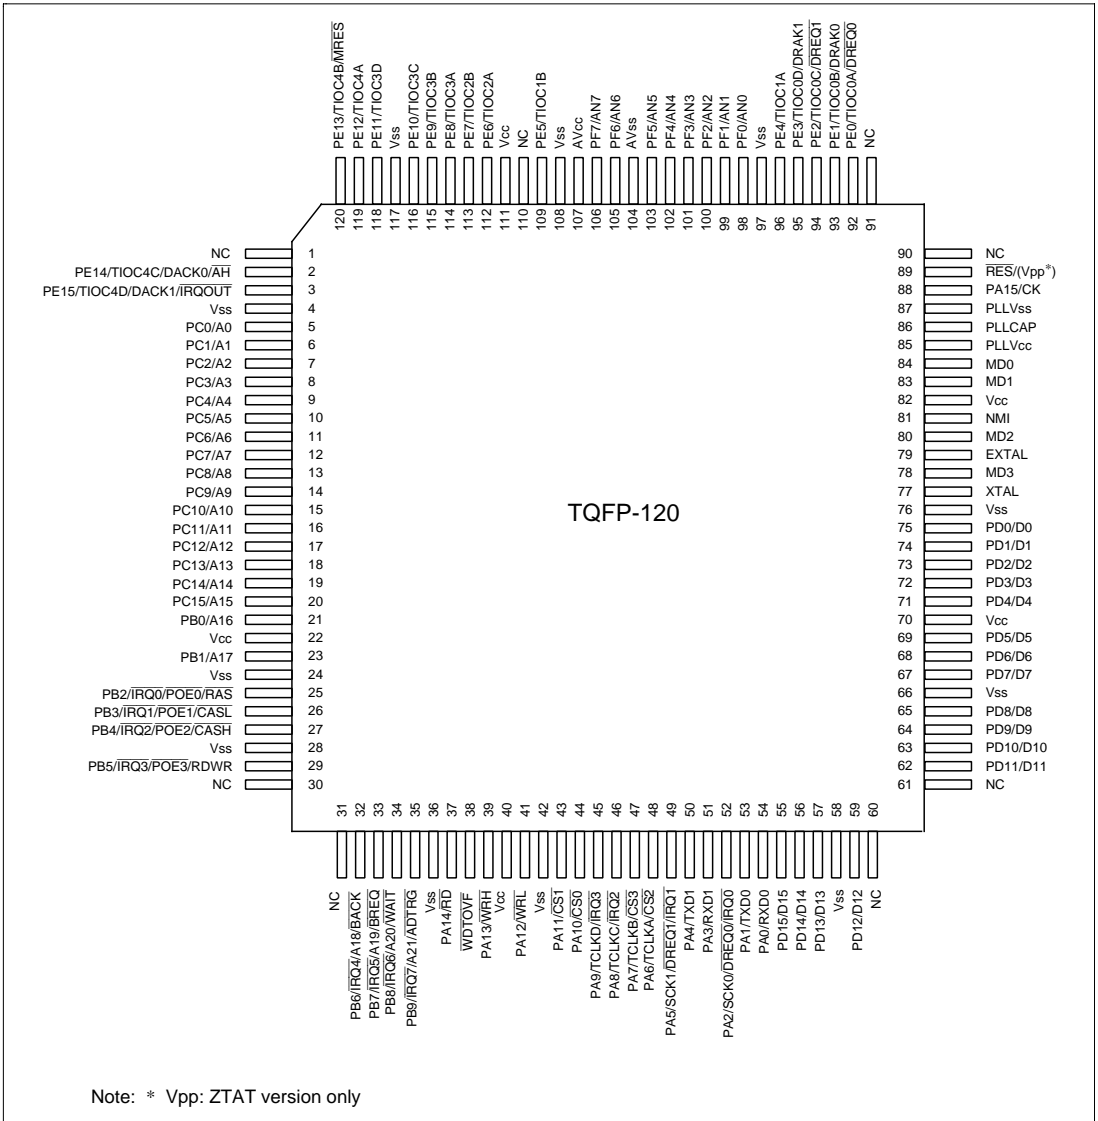 PE13/TIOC4B/MRES
PE12/TIOC4A
PE11/TIOC3D
Vss
PE10/TIOC3C
PE9/TIOC3B
PE8/TIOC3A
PE7/TIOC2B
PE6/TIOC2A
Vcc
NC
PE5/TIOC1B
Vss
AVcc
PF7/AN7
PF6/AN6
AVss
PF5/AN5
PF4/AN4
PF3/AN3
PF2/AN2
PF1/AN1
PF0/AN0
Vss
PE4/TIOC1A
PE3/TIOC0D/DRAK1
PE2/TIOC0C/DREQ1
PE1/TIOC0B/DRAK0
PE0/TIOC0A/DREQ0
NC
120 119 118 117 116 115 114 113 112 111 110 109 108 107 106 105 104 103 102 101 100 99 98 97 96 95 94 93 92 91
NC 1
PE14/TIOC4C/DACK0/AH 2
PE15/TIOC4D/DACK1/IRQOUT 3
Vss 4
PC0/A0 5
PC1/A1 6
PC2/A2 7
PC3/A3 8
PC4/A4 9
PC5/A5 10
PC6/A6 11
PC7/A7 12
PC8/A8 13
PC9/A9 14
PC10/A10 15
PC11/A11 16
PC12/A12 17
PC13/A13 18
PC14/A14 19
PC15/A15 20
PB0/A16 21
Vcc 22
PB1/A17 23
Vss 24
PB2/IRQ0/POE0/RAS 25
PB3/IRQ1/POE1/CASL 26
PB4/IRQ2/POE2/CASH 27
Vss 28
PB5/IRQ3/POE3/RDWR 29
NC 30
TQFP-120
90 NC
89 RES/(Vpp*)
88 PA15/CK
87 PLLVss
86 PLLCAP
85 PLLVcc
84 MD0
83 MD1
82 Vcc
81 NMI
80 MD2
79 EXTAL
78 MD3
77 XTAL
76 Vss
75 PD0/D0
74 PD1/D1
73 PD2/D2
72 PD3/D3
71 PD4/D4
70 Vcc
69 PD5/D5
68 PD6/D6
67 PD7/D7
66 Vss
65 PD8/D8
64 PD9/D9
63 PD10/D10
62 PD11/D11
61 NC
31 32 33 34 35 36 37 38 39 40 41 42 43 44 45 46 47 48 49 50 51 52 53 54 55 56 57 58 59 60
NC
PB6/IRQ4/A18/BACK
PB7/IRQ5/A19/BREQ
PB8/IRQ6/A20/WAIT
PB9/IRQ7/A21/ADTRG
Vss
PA14/RD
WDTOVF
PA13/WRH
Vcc
PA12/WRL
Vss
PA11/CS1
PA10/CS0
PA9/TCLKD/IRQ3
PA8/TCLKC/IRQ2
PA7/TCLKB/CS3
PA6/TCLKA/CS2
PA5/SCK1/DREQ1/IRQ1
PA4/TXD1
PA3/RXD1
PA2/SCK0/DREQ0/IRQ0
PA1/TXD0
PA0/RXD0
PD15/D15
PD14/D14
PD13/D13
Vss
PD12/D12
NC
Note: * Vpp: ZTAT version only